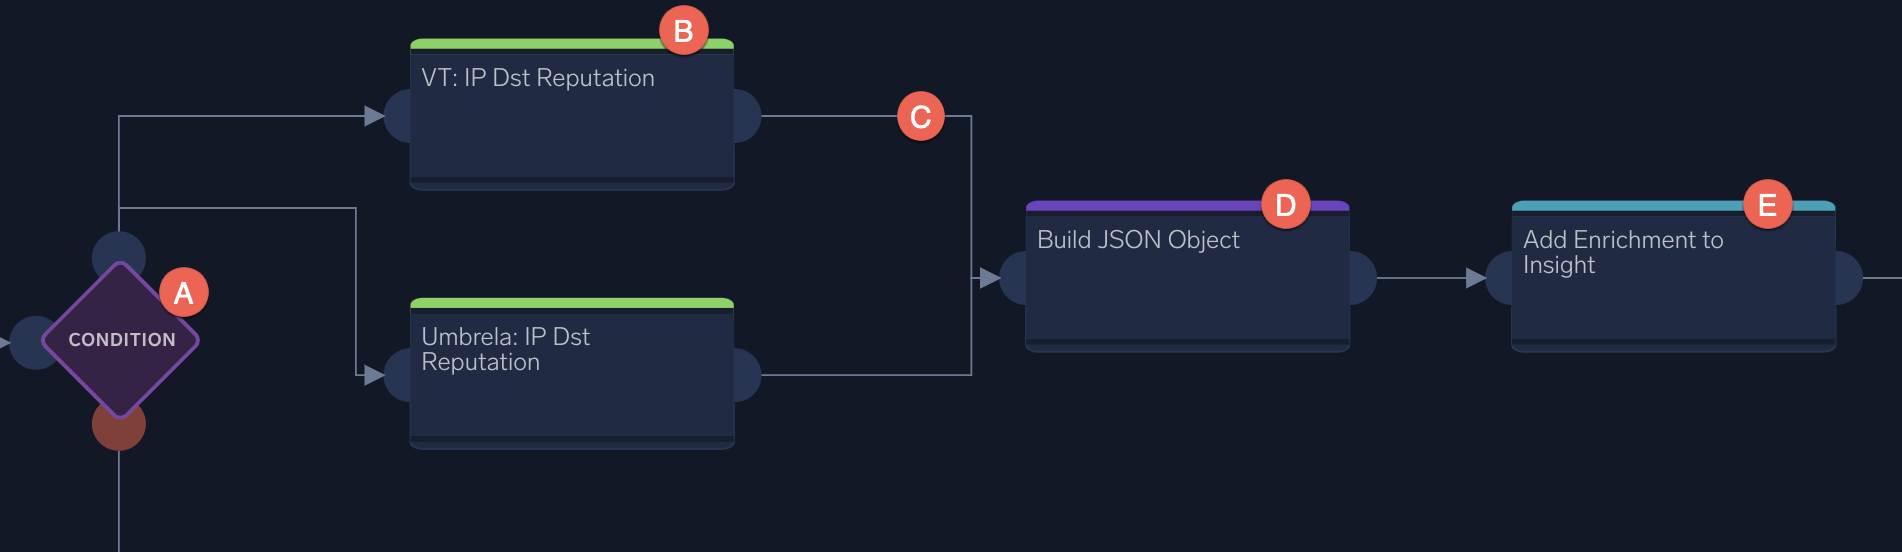 B
VT: IP Dst Reputation
C
D
E
Build JSON Object
Add Enrichment to
Insight
A
CONDITION
Umbrela: IP Dst
Reputation